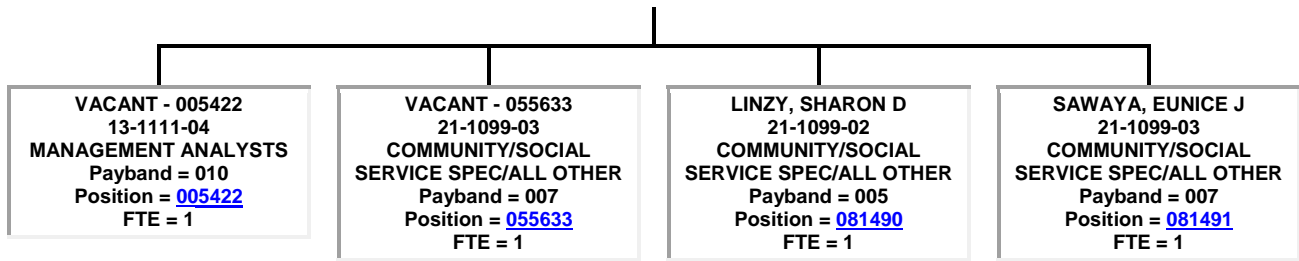 VACANT - 005422
13-1111-04
MANAGEMENT ANALYSTS
Payband = 010
Position = 005422
FTE = 1
VACANT - 055633
21-1099-03
COMMUNITY/SOCIAL
SERVICE SPEC/ALL OTHER
Payband = 007
Position = 055633
FTE = 1
LINZY, SHARON D
21-1099-02
COMMUNITY/SOCIAL
SERVICE SPEC/ALL OTHER
Payband = 005
Position = 081490
FTE = 1
SAWAYA, EUNICE J
21-1099-03
COMMUNITY/SOCIAL
SERVICE SPEC/ALL OTHER
Payband = 007
Position = 081491
FTE = 1